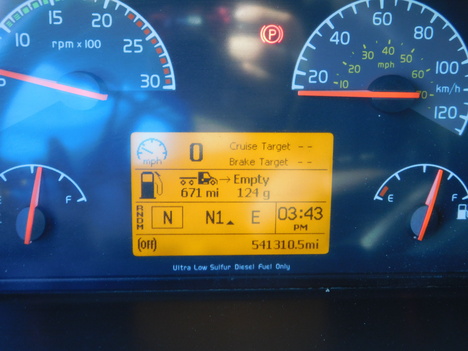 5 10 20 25 30
rpm x 100
(P)
20 40 60 80 100 120
km/h
10 30 40 50 60 70
mph
E F
E F
mph 0 Cruise Target --
Brake Target --
→ Empty
671 mi 124 g
RNDM N N1 E 03:43 PM
(Off) 541310.5mi
Ultra Low Sulfur Diesel Fuel Only